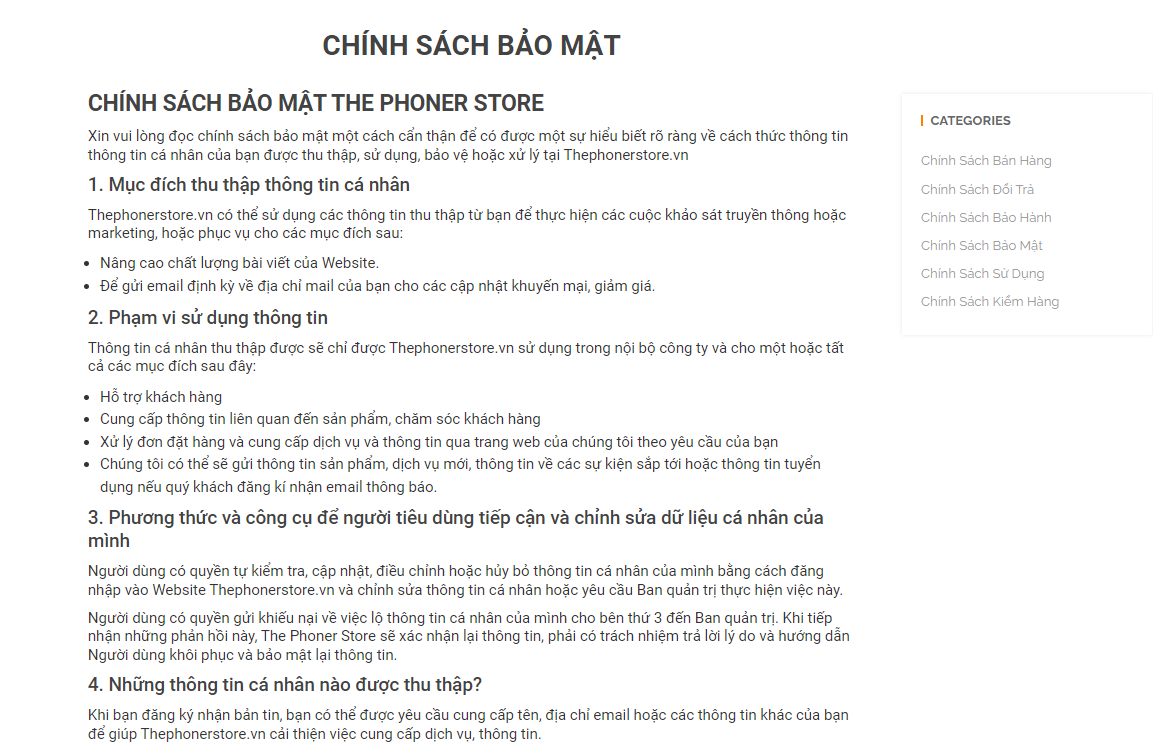 CHÍNH SÁCH BẢO MẬT
CHÍNH SÁCH BẢO MẬT THE PHONER STORE
Xin vui lòng đọc chính sách bảo mật một cách cẩn thận để có được một sự hiểu biết rõ ràng về cách thức thông tin
thông tin cá nhân của bạn được thu thập, sử dụng, bảo vệ hoặc xử lý tại Thephonerstore.vn
1. Mục đích thu thập thông tin cá nhân
Thephonerstore.vn có thể sử dụng các thông tin thu thập từ bạn để thực hiện các cuộc khảo sát truyền thông hoặc
marketing, hoặc phục vụ cho các mục đích sau:
• Nâng cao chất lượng bài viết của Website.
• Để gửi email định kỳ về địa chỉ mail của bạn cho các cập nhật khuyến mại, giảm giá.
2. Phạm vi sử dụng thông tin
Thông tin cá nhân thu thập được sẽ chỉ được Thephonerstore.vn sử dụng trong nội bộ công ty và cho một hoặc tất
cả các mục đích sau đây:
• Hỗ trợ khách hàng
• Cung cấp thông tin liên quan đến sản phẩm, chăm sóc khách hàng
• Xử lý đơn đặt hàng và cung cấp dịch vụ và thông tin qua trang web của chúng tôi theo yêu cầu của bạn
• Chúng tôi có thể sẽ gửi thông tin sản phẩm, dịch vụ mới, thông tin về các sự kiện sắp tới hoặc thông tin tuyển
dụng nếu quý khách đăng kí nhận email thông báo.
3. Phương thức và công cụ để người tiêu dùng tiếp cận và chỉnh sửa dữ liệu cá nhân của
mình
Người dùng có quyền tự kiểm tra, cập nhật, điều chỉnh hoặc hủy bỏ thông tin cá nhân của mình bằng cách đăng
nhập vào Website Thephonerstore.vn và chỉnh sửa thông tin cá nhân hoặc yêu cầu Ban quản trị thực hiện việc này.
Người dùng có quyền gửi khiếu nại về việc lộ thông tin cá nhân của mình cho bên thứ 3 đến Ban quản trị. Khi tiếp
nhận những phản hồi này, The Phoner Store sẽ xác nhận lại thông tin, phải có trách nhiệm trả lời lý do và hướng dẫn
Người dùng khôi phục và bảo mật lại thông tin.
4. Những thông tin cá nhân nào được thu thập?
Khi bạn đăng ký nhận bản tin, bạn có thể được yêu cầu cung cấp tên, địa chỉ email hoặc các thông tin khác của bạn
để giúp Thephonerstore.vn cải thiện việc cung cấp dịch vụ, thông tin.
CATEGORIES
Chính Sách Bán Hàng
Chính Sách Đổi Trả
Chính Sách Bảo Hành
Chính Sách Bảo Mật
Chính Sách Sử Dụng
Chính Sách Kiểm Hàng